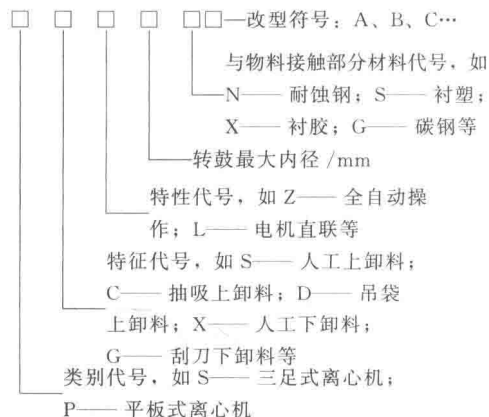 □ □ □ □ □□—改型符号：A、B、C…
与物料接触部分材料代号，如
N—— 耐蚀钢；S—— 衬塑；
X—— 衬胶；G—— 碳钢等
转鼓最大内径 /mm
特性代号，如 Z—— 全自动操
作；L—— 电机直联等
特征代号，如 S—— 人工上卸料；
C—— 抽吸上卸料；D—— 吊袋
上卸料；X—— 人工下卸料；
G—— 刮刀下卸料等
类别代号，如 S—— 三足式离心机；
P—— 平板式离心机